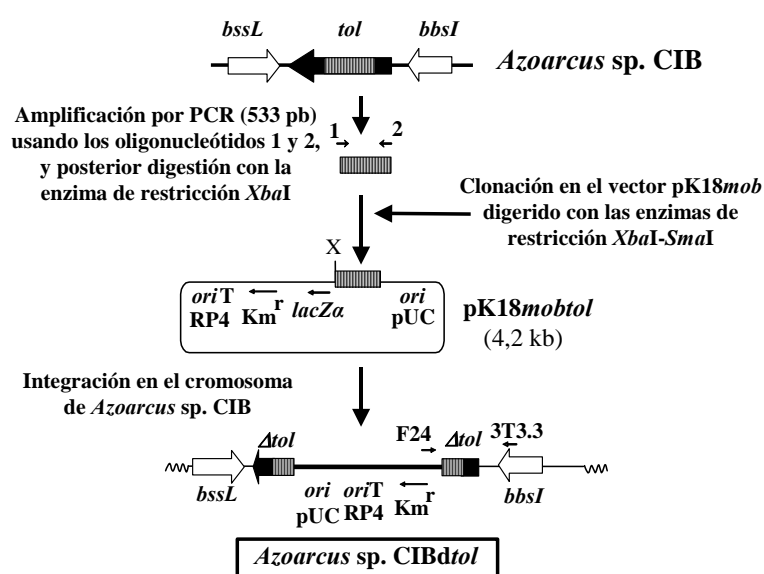 bssL tol bbsI
Azoarcus sp. CIB
Amplificación por PCR (533 pb)
usando los oligonucleótidos 1 y 2,
y posterior digestión con la
enzima de restricción XbaI
1 2
Clonación en el vector pK18mob
digerido con las enzimas de
restricción XbaI-SmaI
X
oriT
RP4
Kmr
lacZα
ori
pUC
pK18mobtol
(4,2 kb)
Integración en el cromosoma
de Azoarcus sp. CIB
Δtol F24 Δtol 3T3.3
bssL
ori
pUC
oriT
RP4
Kmr
bbsI
Azoarcus sp. CIBdtol